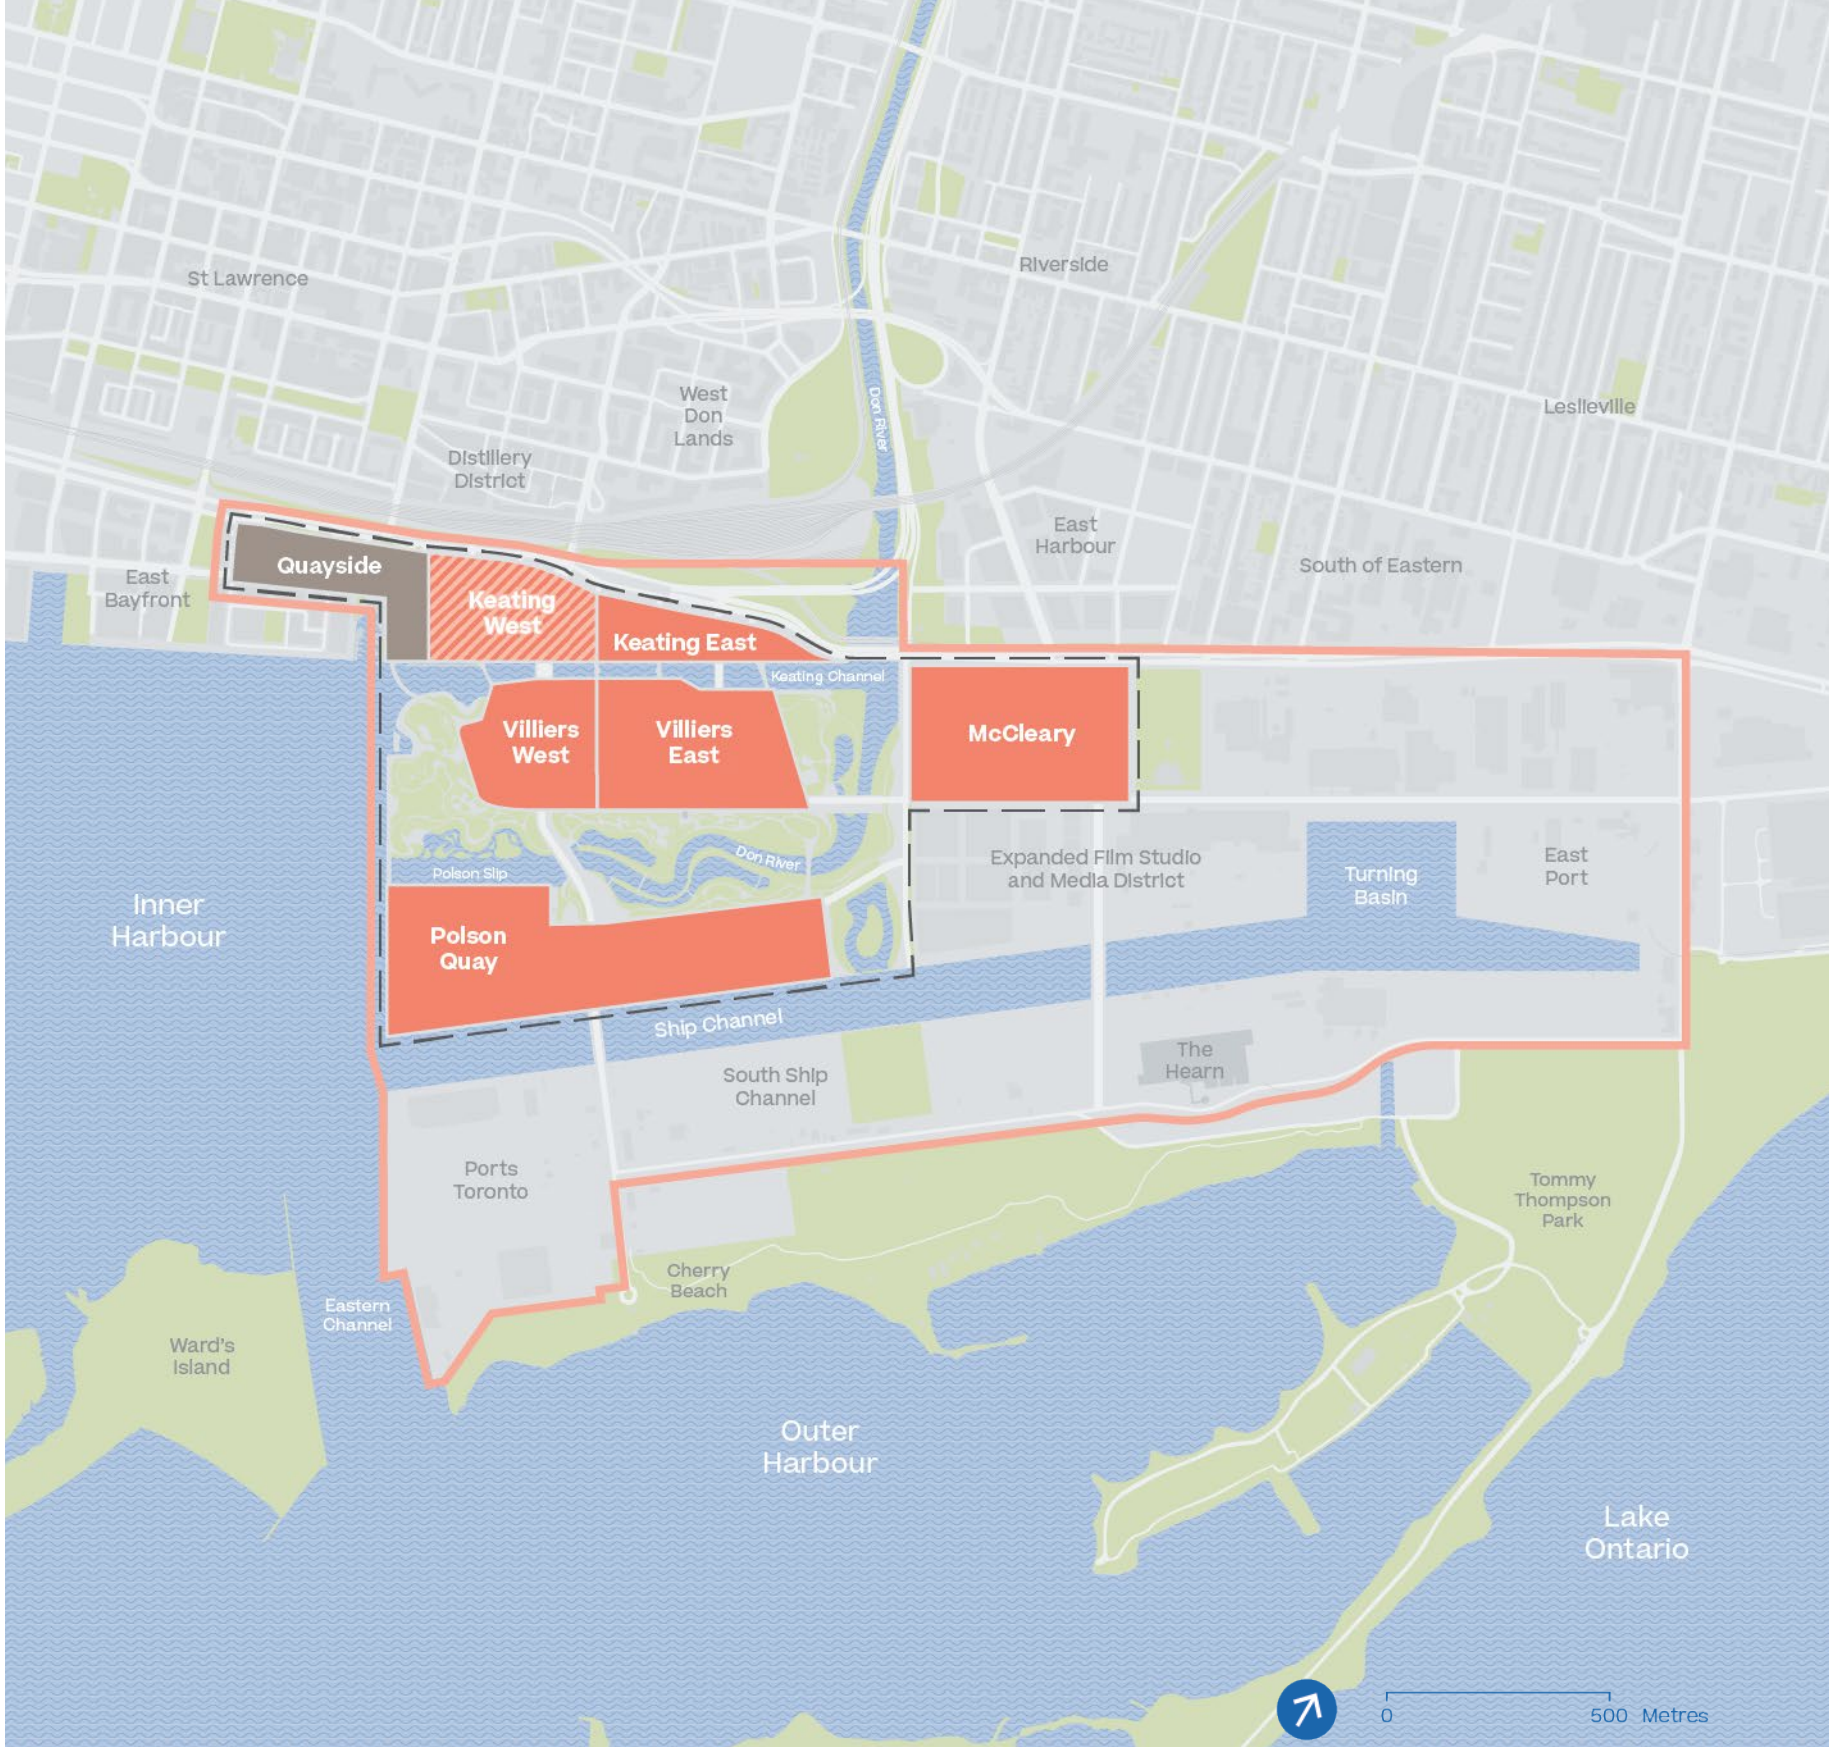 St Lawrence
Riverside
West
Don
Lands
Don River
Leslieville
Distillery
District
East
Harbour
South of Eastern
Quayside
East
Bayfront
Keating
West
Keating East
Keating Channel
Villiers
West
Villiers
East
McCleary
Expanded Film Studio
and Media District
Turning
Basin
East
Port
Don River
Polson Slip
Inner
Harbour
Polson
Quay
Ship Channel
South Ship
Channel
The
Hearn
Ports
Toronto
Tommy
Thompson
Park
Cherry
Beach
Eastern
Channel
Ward's
Island
Outer
Harbour
Lake
Ontario
0 500 Metres